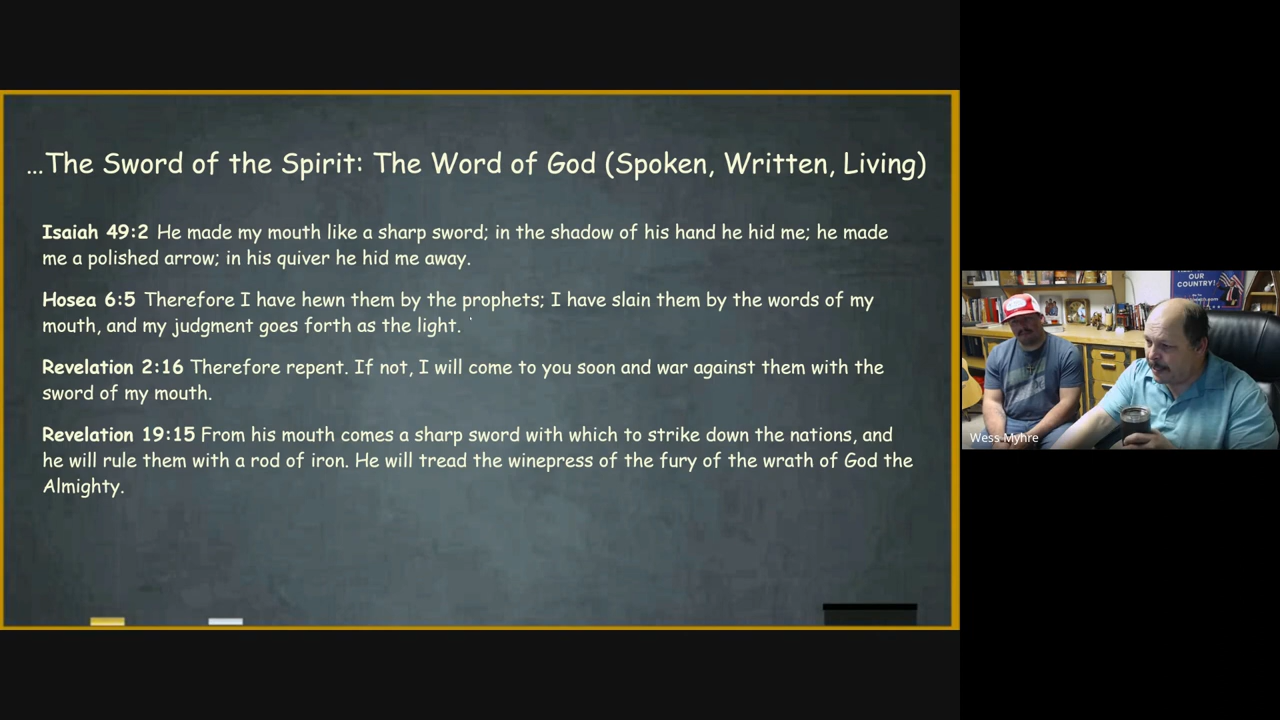 …The Sword of the Spirit: The Word of God (Spoken, Written, Living)
Isaiah 49:2 He made my mouth like a sharp sword; in the shadow of his hand he hid me; he made
me a polished arrow; in his quiver he hid me away.
Hosea 6:5 Therefore I have hewn them by the prophets; I have slain them by the words of my
mouth, and my judgment goes forth as the light.
Revelation 2:16 Therefore repent. If not, I will come to you soon and war against them with the
sword of my mouth.
Revelation 19:15 From his mouth comes a sharp sword with which to strike down the nations, and
he will rule them with a rod of iron. He will tread the winepress of the fury of the wrath of God the
Almighty.
OUR
COUNTRY!
Wess Myhre